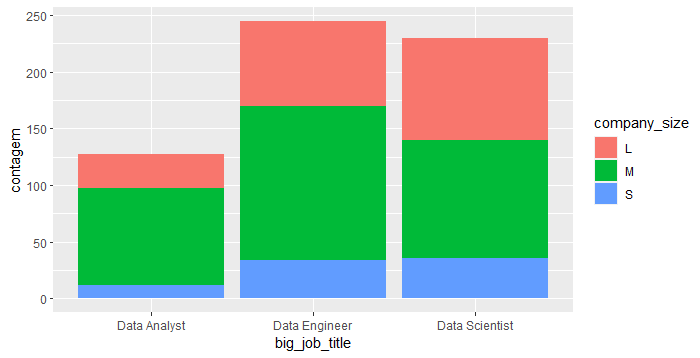 250
200
150
100
50
0
contagem
Data Analyst
Data Engineer
Data Scientist
big_job_title
company_size
L
M
S